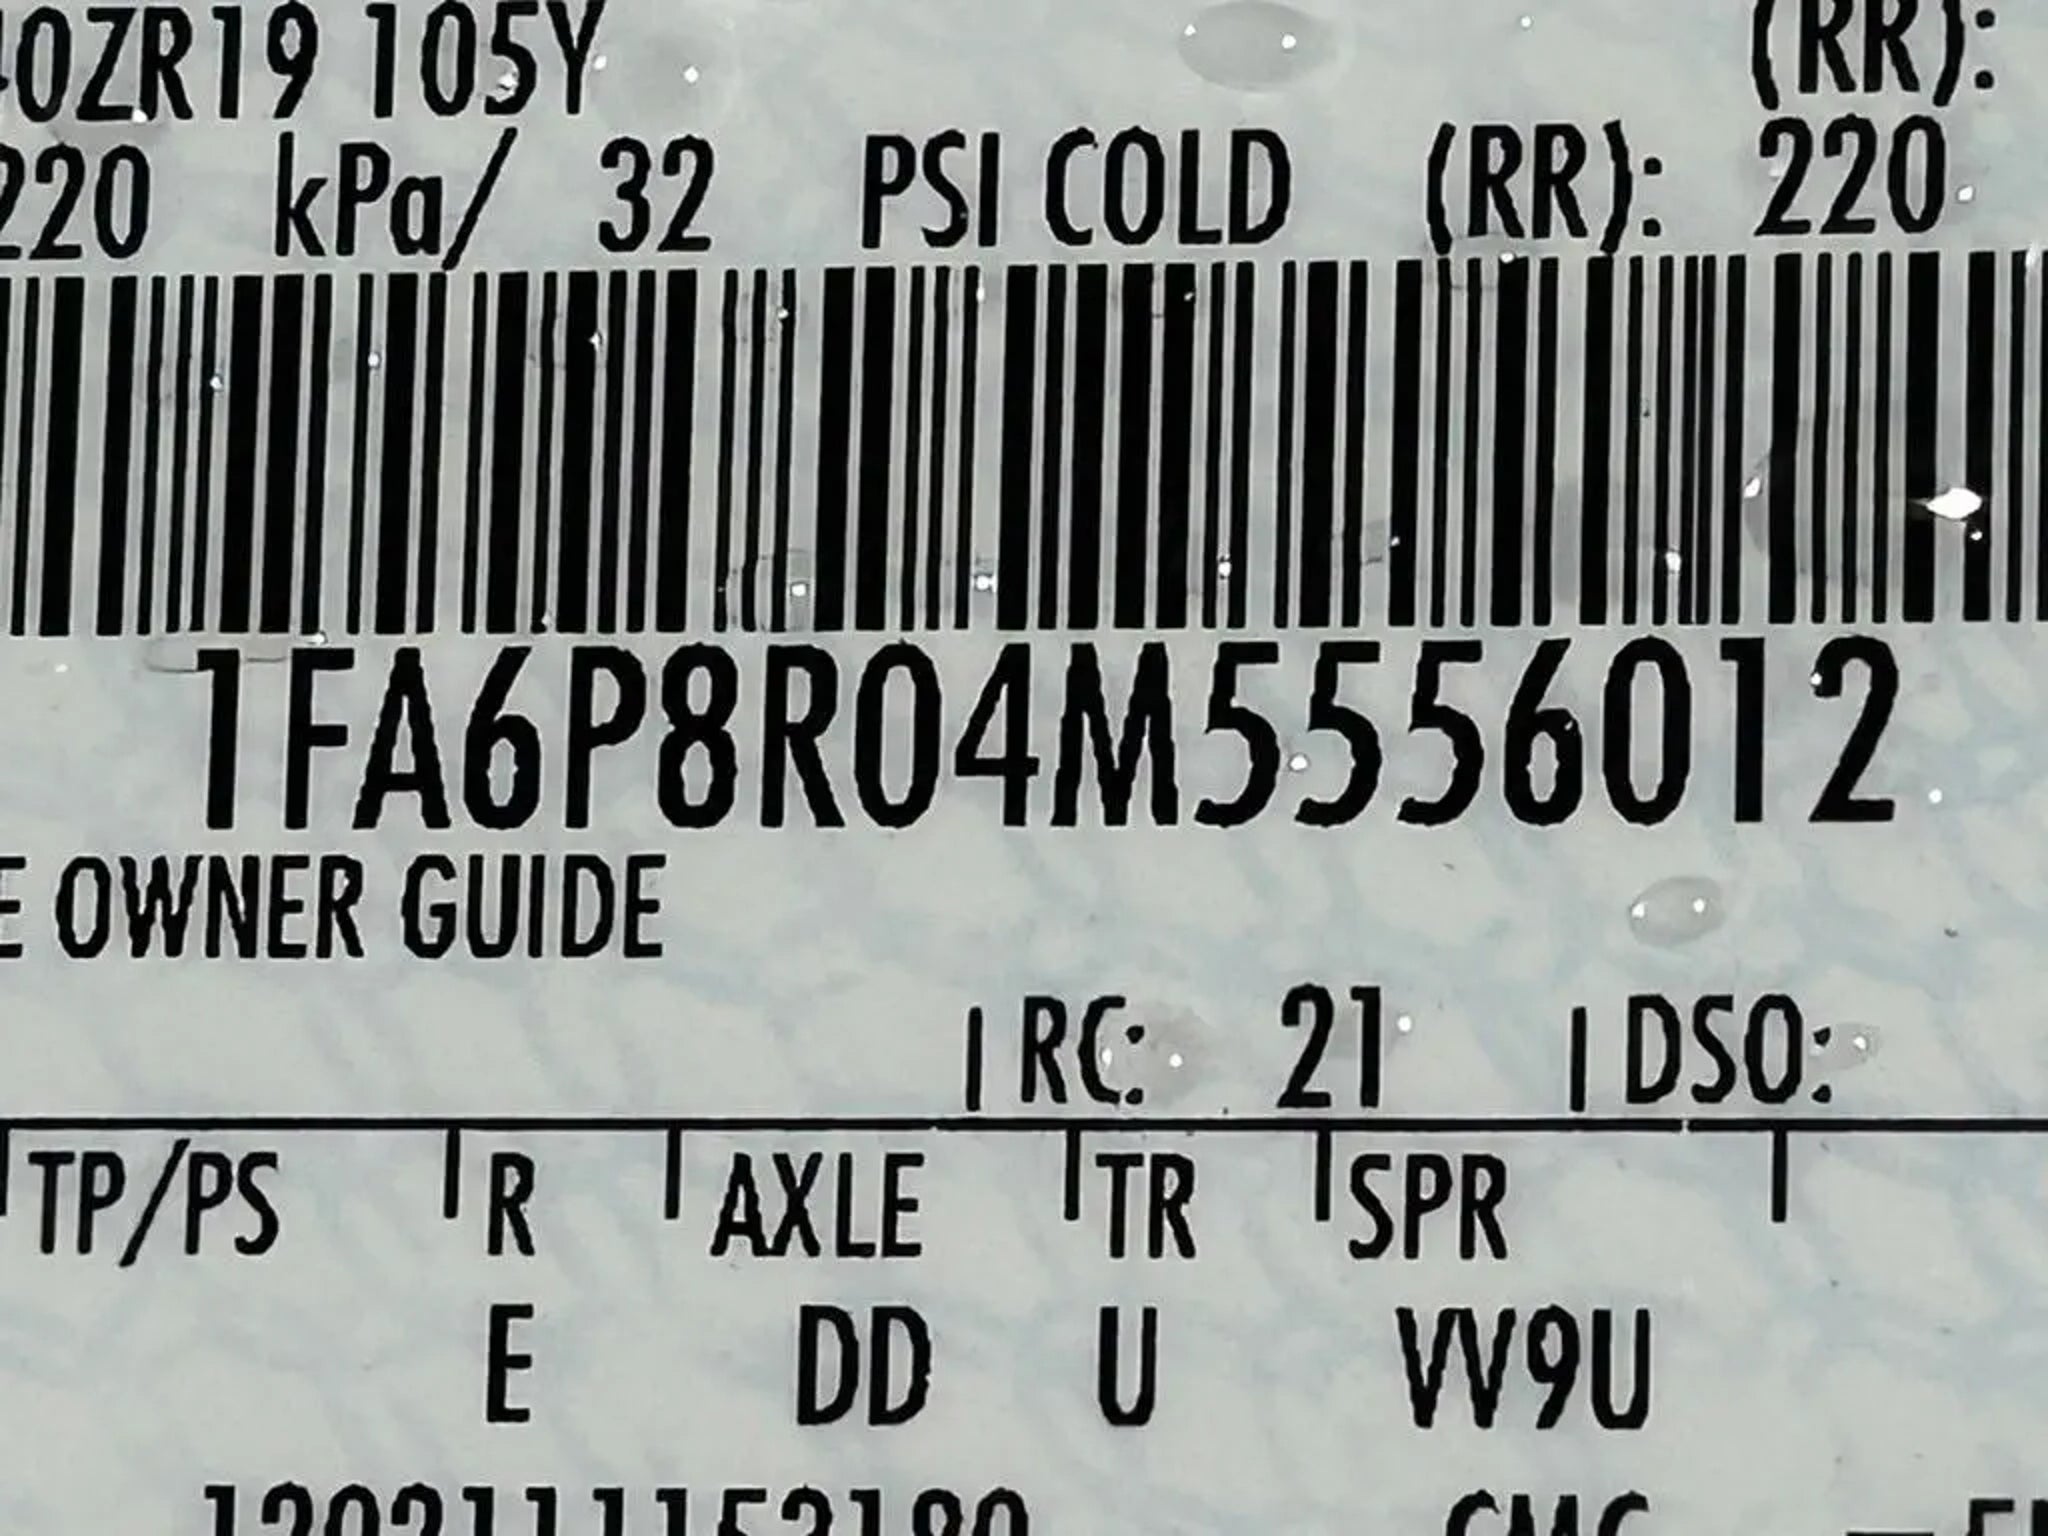 0ZR19 105Y (RR):
220 kPa/ 32 PSI COLD (RR): 220
1FA6P8R04M5556012
E OWNER GUIDE
RC: 21 DSO:
TP/PS R AXLE TR SPR
E DD U VV9U